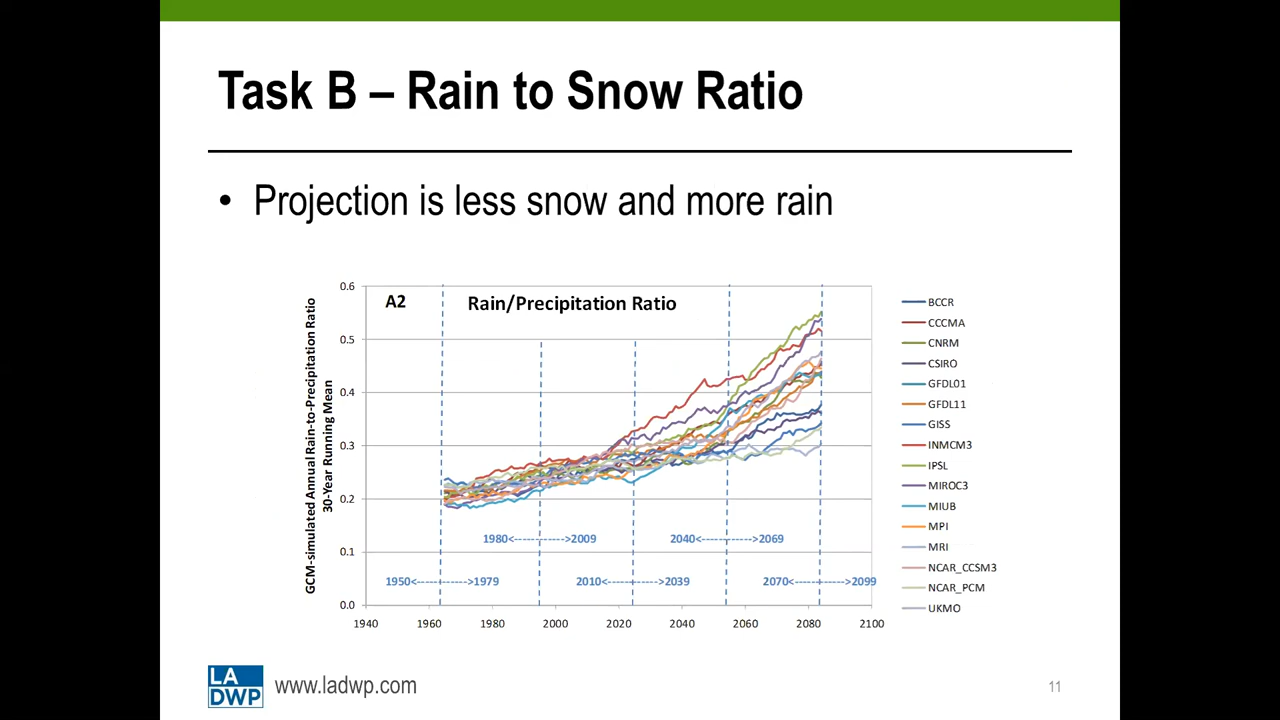 Task B – Rain to Snow Ratio
• Projection is less snow and more rain
GCM-simulated Annual Rain-to-Precipitation Ratio
30-Year Running Mean
A2
Rain/Precipitation Ratio
0.6
0.5
0.4
0.3
0.2
0.1
0.0
1980<----------->2009
2040<----------->2069
1950<----------->1979
2010<----------->2039
2070<----------->2099
1940
1960
1980
2000
2020
2040
2060
2080
2100
BCCR
CCCMA
CNRM
CSIRO
GFDL01
GFDL11
GISS
INMCM3
IPSL
MIROC3
MIUB
MPI
MRI
NCAR_CCSM3
NCAR_PCM
UKMO
LA
DWP
www.ladwp.com
11